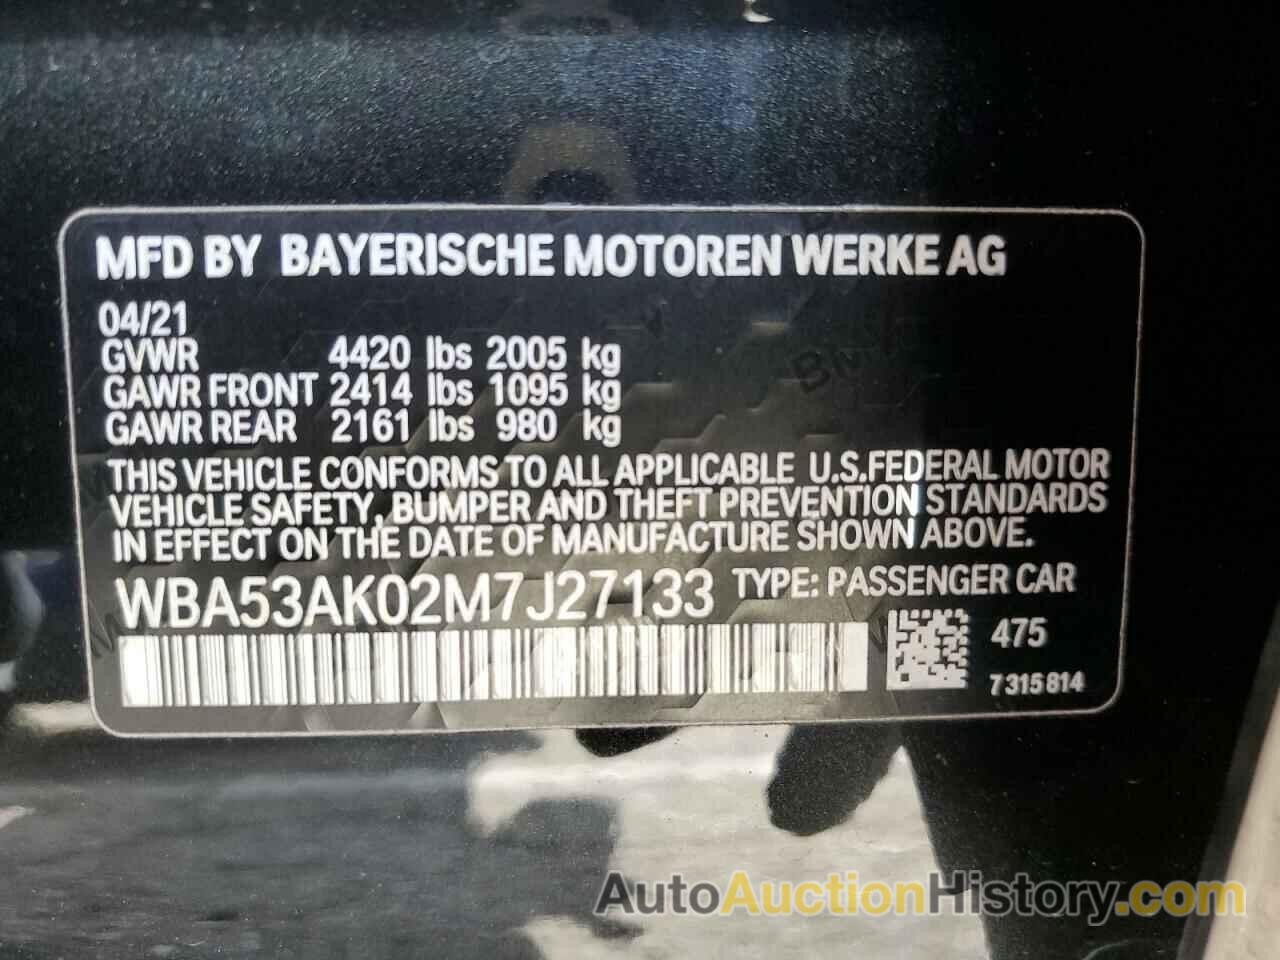 MFD BY BAYERISCHE MOTOREN WERKE AG
04/21
GVWR 4420 lbs 2005 kg
GAWR FRONT 2414 lbs 1095 kg
GAWR REAR 2161 lbs 980 kg
THIS VEHICLE CONFORMS TO ALL APPLICABLE U.S.FEDERAL MOTOR
VEHICLE SAFETY, BUMPER AND THEFT PREVENTION STANDARDS
IN EFFECT ON THE DATE OF MANUFACTURE SHOWN ABOVE.
WBA53AK02M7J27133 TYPE: PASSENGER CAR
475
7 315 814
AutoAuctionHistory.com